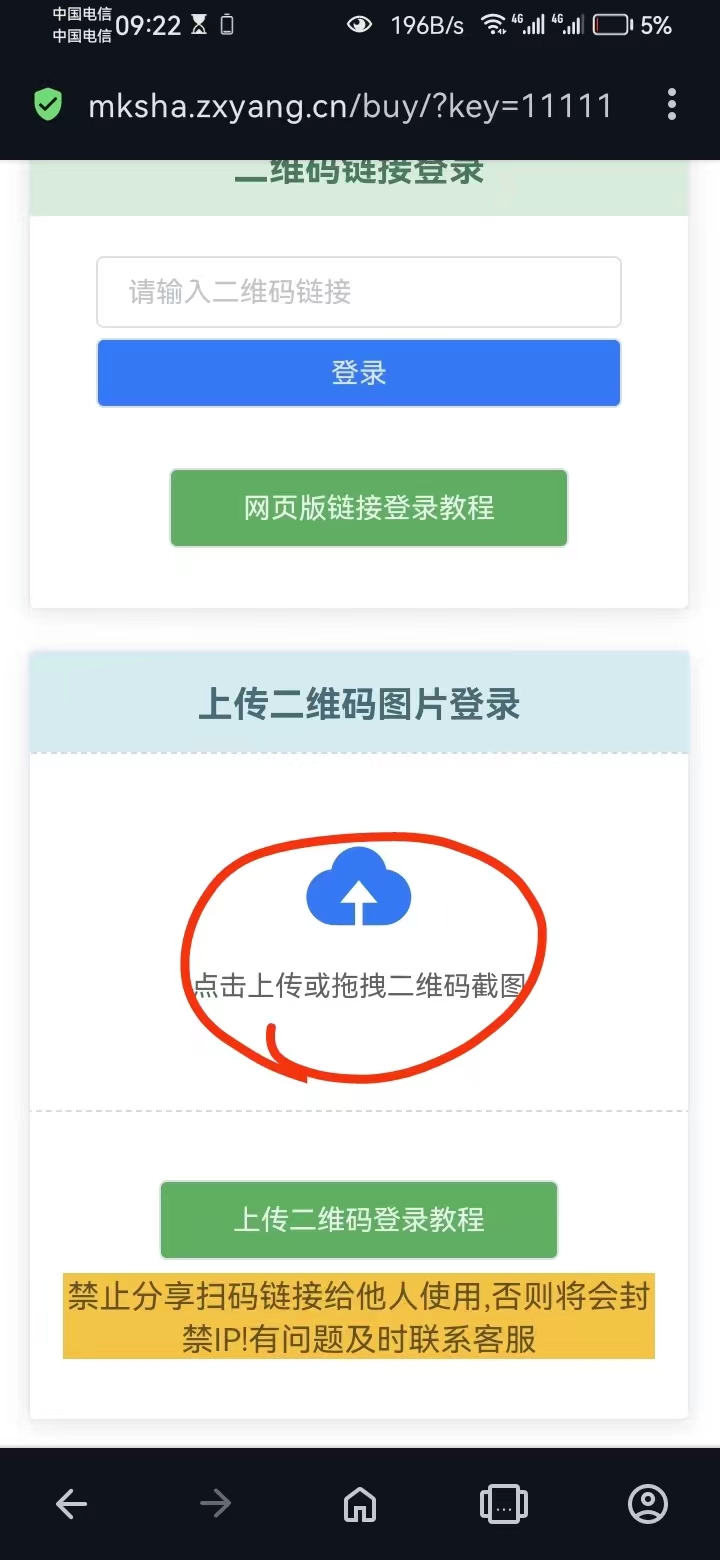 中国电信
中国电信
09:22
196B/s
4G
4G
5%
mksha.zxyang.cn/buy/?key=11111
二维码链接登录
请输入二维码链接
登录
网页版链接登录教程
上传二维码图片登录
点击上传或拖拽二维码截图
上传二维码登录教程
禁止分享扫码链接给他人使用,否则将会封
禁IP!有问题及时联系客服